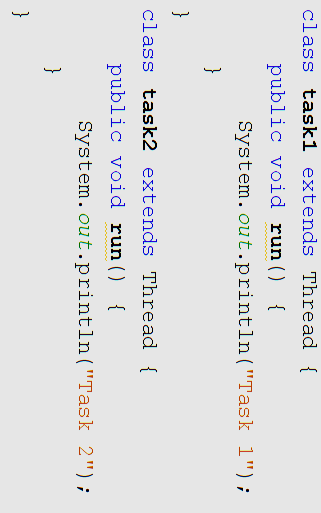 class task1 extends Thread {
public void run() {
System.out.println("Task 1");
}
}
class task2 extends Thread {
public void run() {
System.out.println("Task 2");
}
}